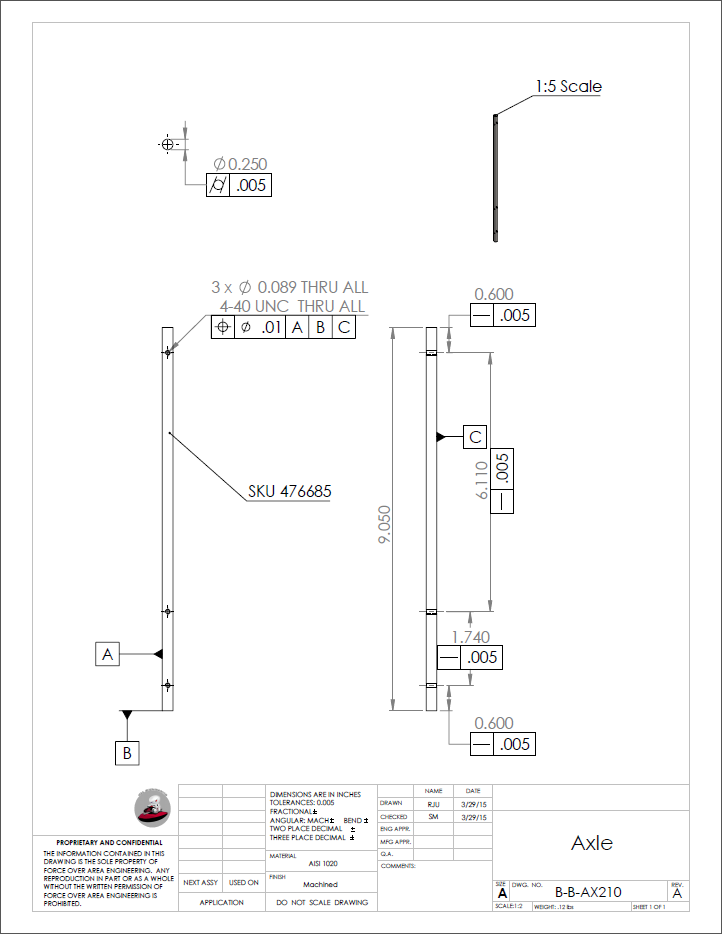 1:5 Scale
⌀0.250
.005
3 x ⌀ 0.089 THRU ALL
4-40 UNC THRU ALL
⌖ ⌀ .01 A B C
0.600
.005
C
.005
6.110
SKU 476685
9.050
1.740
.005
A
0.600
.005
B
PROPRIETARY AND CONFIDENTIAL
THE INFORMATION CONTAINED IN THIS
DRAWING IS THE SOLE PROPERTY OF
FORCE OVER AREA ENGINEERING. ANY
REPRODUCTION IN PART OR AS A WHOLE
WITHOUT THE WRITTEN PERMISSION OF
FORCE OVER AREA ENGINEERING IS
PROHIBITED.
NEXT ASSY USED ON
APPLICATION
DIMENSIONS ARE IN INCHES
TOLERANCES: 0.005
FRACTIONAL±
ANGULAR: MACH± BEND ±
TWO PLACE DECIMAL ±
THREE PLACE DECIMAL ±
MATERIAL
AISI 1020
FINISH
Machined
DO NOT SCALE DRAWING
NAME DATE
DRAWN RJU 3/29/15
CHECKED SM 3/29/15
ENG APPR.
MFG APPR.
Q.A.
COMMENTS:
Axle
SIZE DWG. NO. REV.
A B-B-AX210 A
SCALE:1:2 WEIGHT: .12 lbs SHEET 1 OF 1